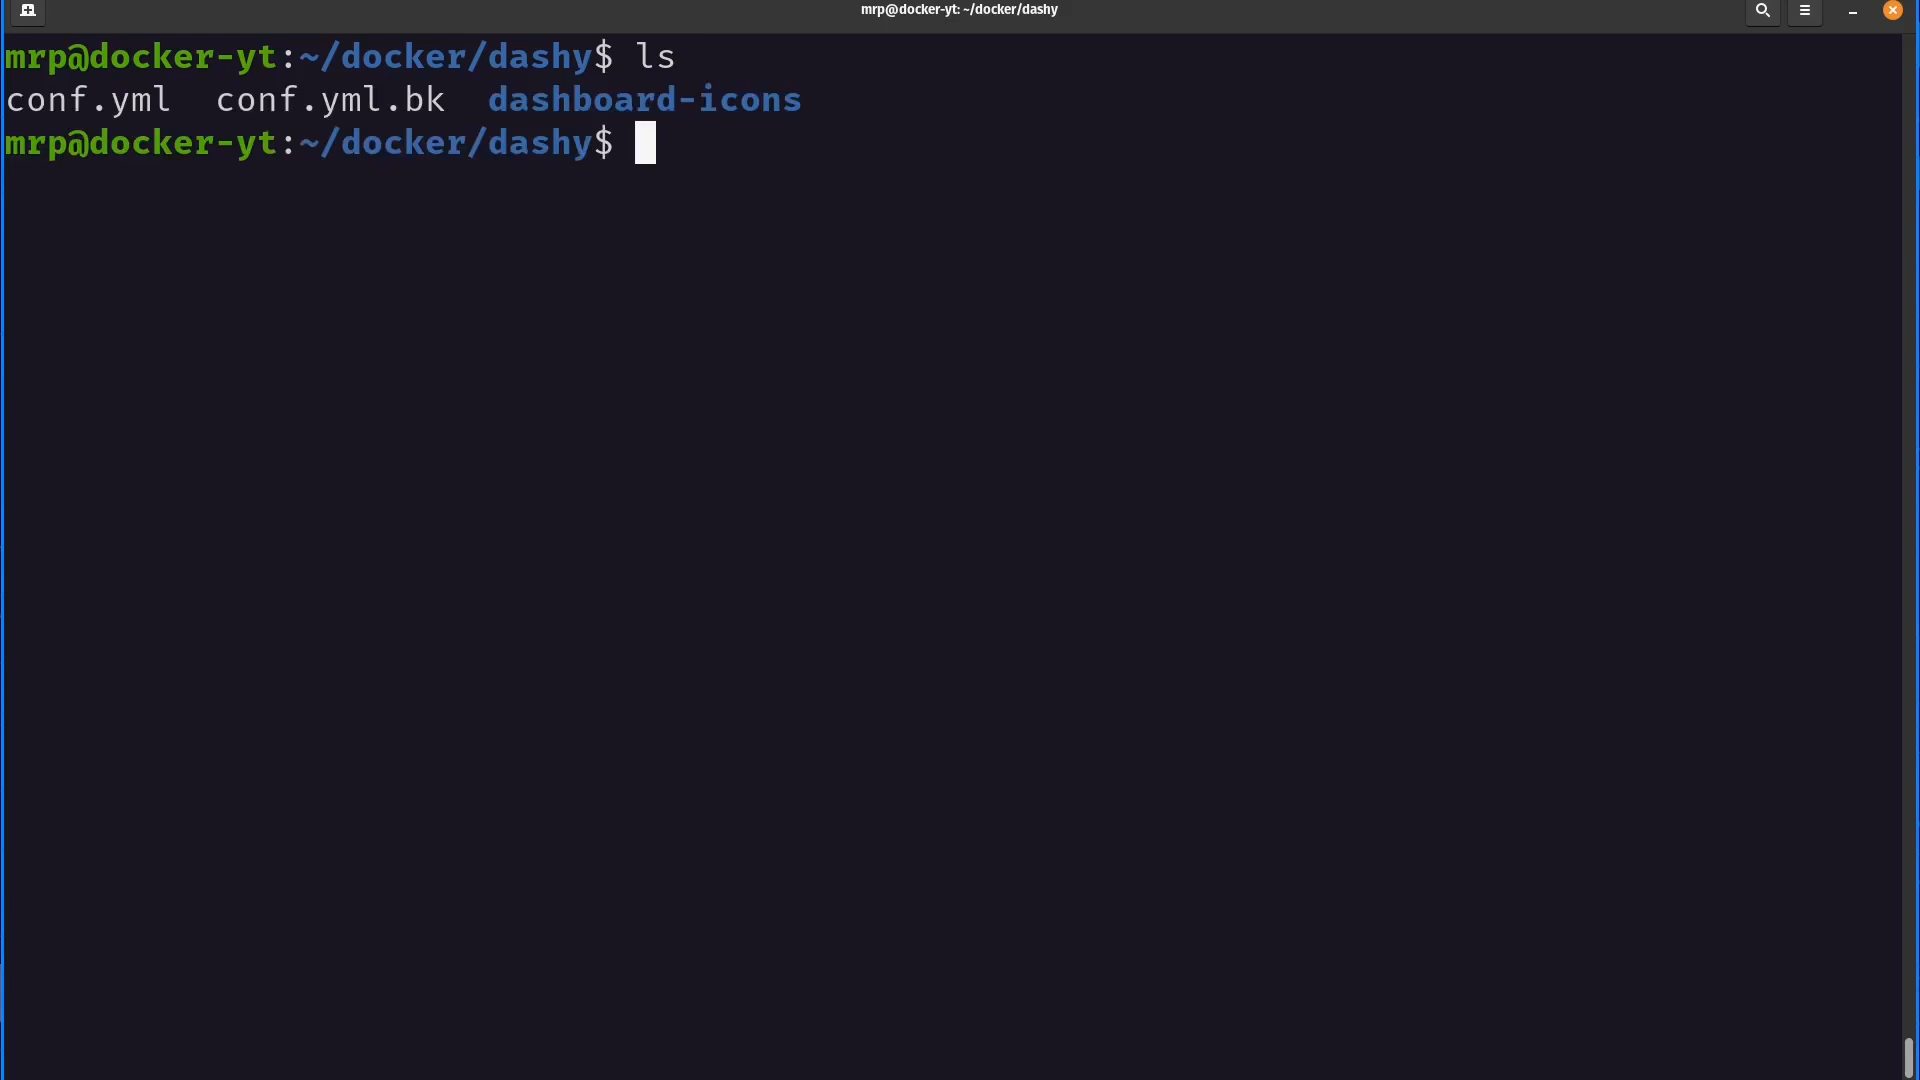 mrp@docker-yt: ~/docker/dashy
mrp@docker-yt:~/docker/dashy$ ls
conf.yml  conf.yml.bk  dashboard-icons
mrp@docker-yt:~/docker/dashy$